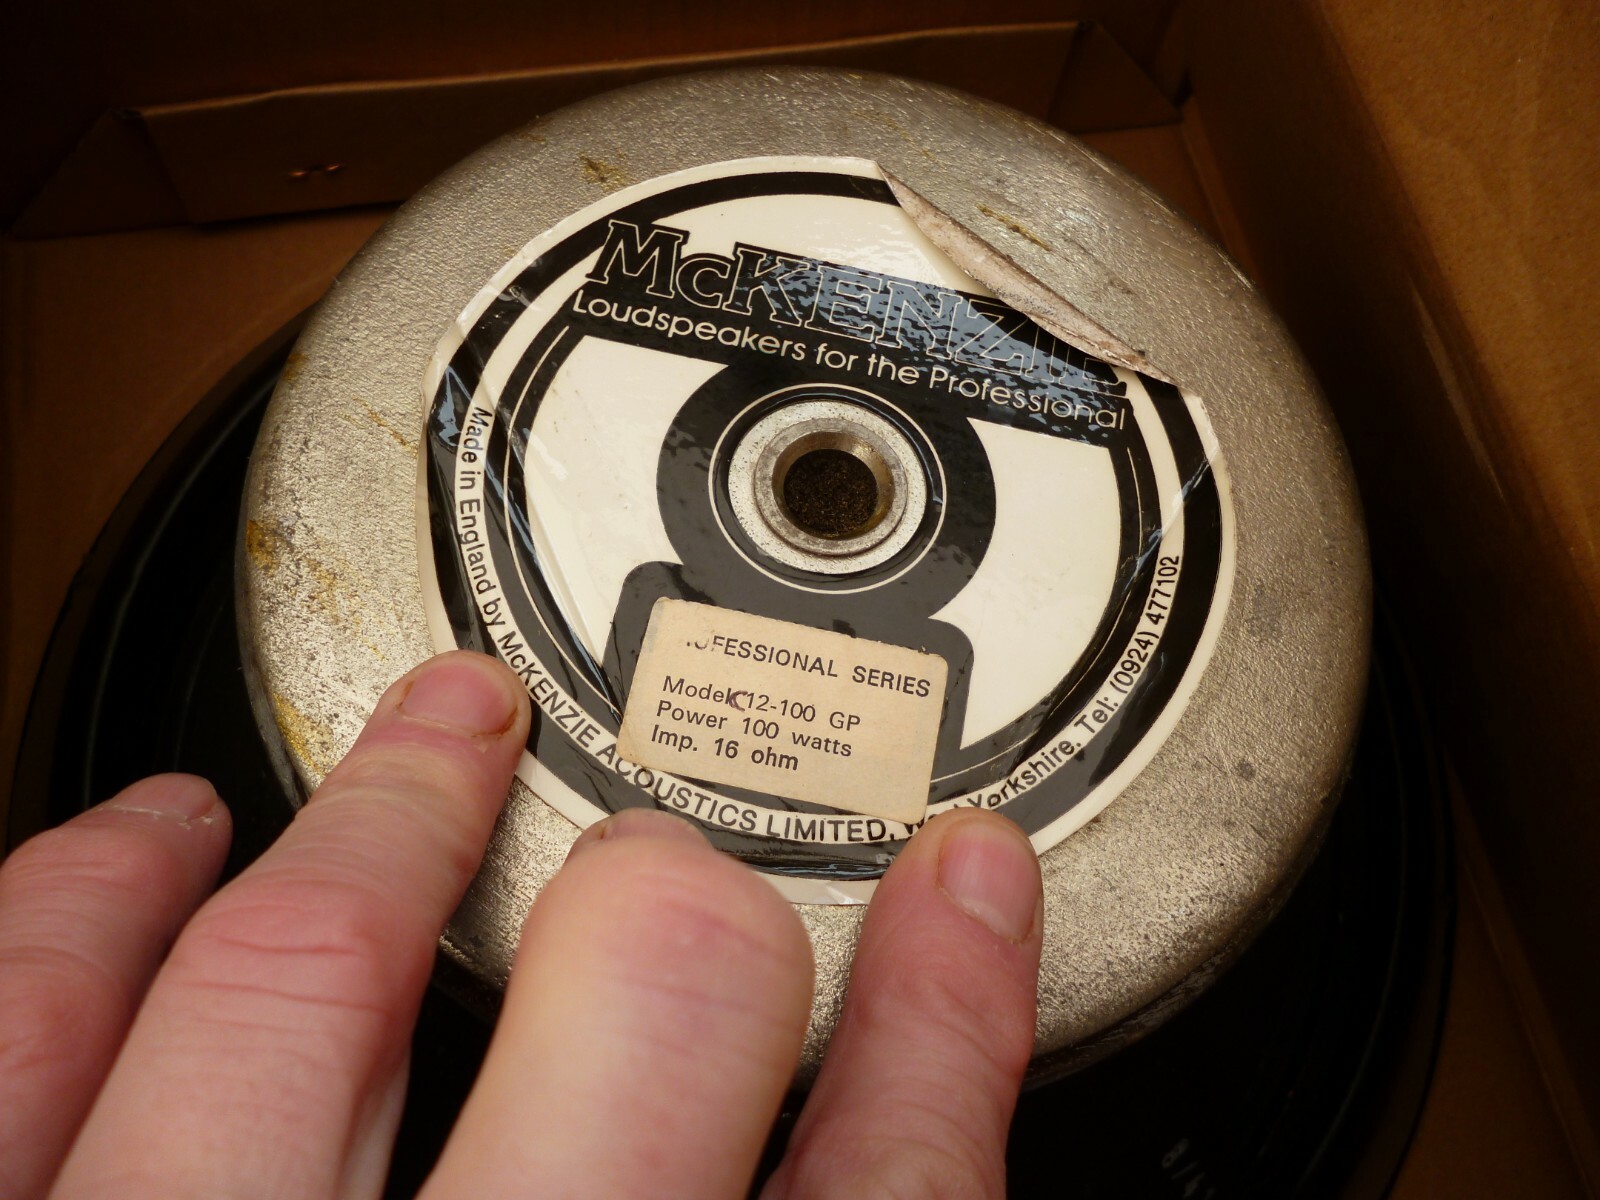 McKENZIE
Loudspeakers for the Professional
Made in England by McKENZIE ACOUSTICS LIMITED, Yorkshire. Tel: (0924) 477102
SERIES
Model C12-100 GP
Power 100 watts
Imp. 16 ohm